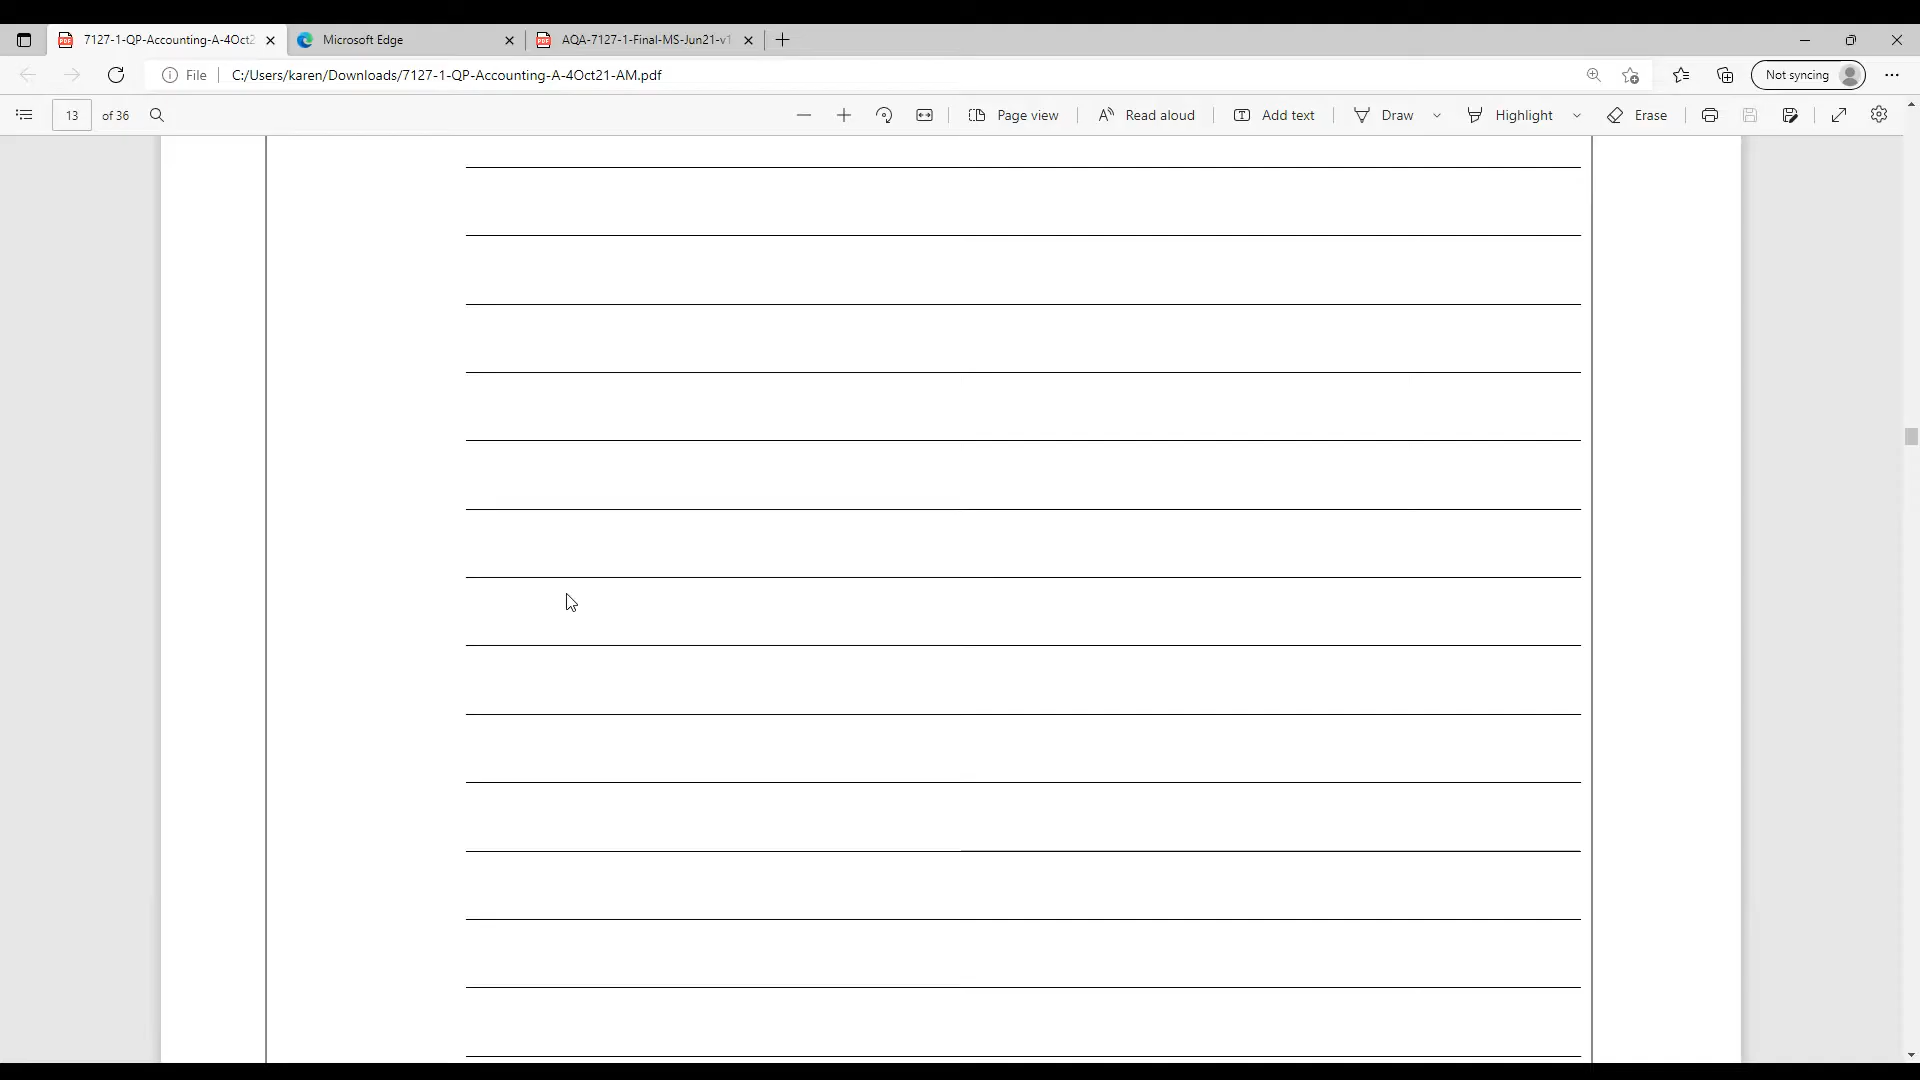 7127-1-QP-Accounting-A-4Oct2
Microsoft Edge
AQA-7127-1-Final-MS-Jun21-v1
File
C:/Users/karen/Downloads/7127-1-QP-Accounting-A-4Oct21-AM.pdf
Not syncing
13 of 36
Page view
Read aloud
Add text
Draw
Highlight
Erase